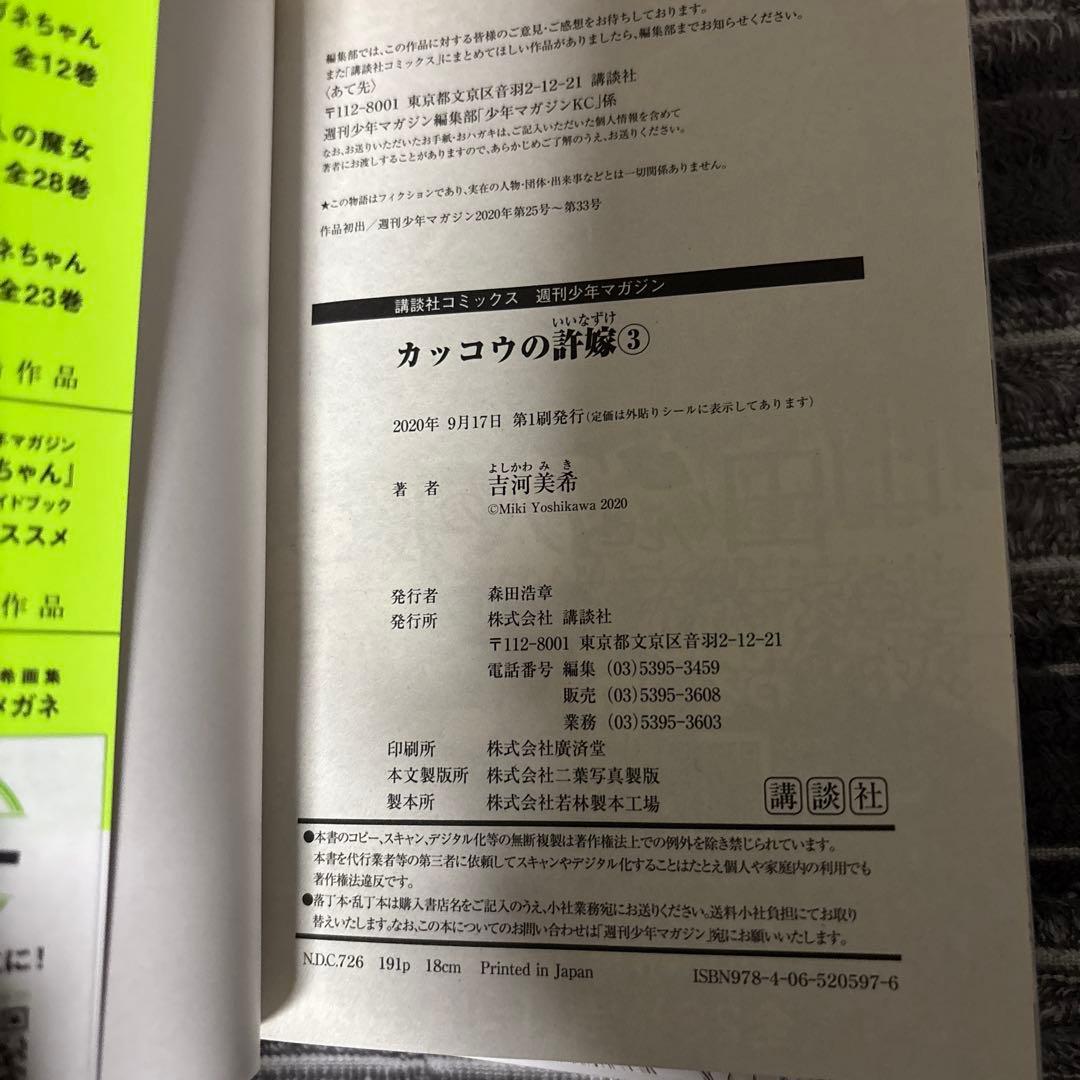 ガネちゃん
全12巻
人の魔女
全28巻
ネちゃん
全23巻
作品
年マガジン
ちゃん」
イドブック
ススメ
作品
希画集
メガネ
に!
編集部では、この作品に対する皆様のご意見・ご感想をお待ちしております。
また「講談社コミックス」にまとめてほしい作品がありましたら、編集部までお知らせください。
〈あて先〉
〒112-8001 東京都文京区音羽2-12-21 講談社
週刊少年マガジン編集部「少年マガジンKC」係
なお、お送りいただいたお手紙・おハガキは、ご記入いただいた個人情報を含めて
著者にお渡しすることがありますので、あらかじめご了解のうえ、お送りください。
★この物語はフィクションであり、実在の人物・団体・出来事などとは一切関係ありません。
作品初出/週刊少年マガジン2020年第25号~第33号
講談社コミックス 週刊少年マガジン
いいなずけ
カッコウの許嫁③
2020年 9月17日 第1刷発行(定価は外貼りシールに表示してあります)
よしかわ み き
著 者 吉河美希
©Miki Yoshikawa 2020
発行者 森田浩章
発行所 株式会社 講談社
〒112-8001 東京都文京区音羽2-12-21
電話番号 編集 (03)5395-3459
販売 (03)5395-3608
業務 (03)5395-3603
印刷所 株式会社廣済堂
本文製版所 株式会社二葉写真製版
製本所 株式会社若林製本工場
講談社
●本書のコピー、スキャン、デジタル化等の無断複製は著作権法上での例外を除き禁じられています。
本書を代行業者等の第三者に依頼してスキャンやデジタル化することはたとえ個人や家庭内の利用でも
著作権法違反です。
●落丁本・乱丁本は購入書店名をご記入のうえ、小社業務宛にお送りください。送料小社負担にてお取り
替えいたします。なお、この本についてのお問い合わせは「週刊少年マガジン」宛にお願いいたします。
N.D.C.726 191p 18cm Printed in Japan ISBN978-4-06-520597-6